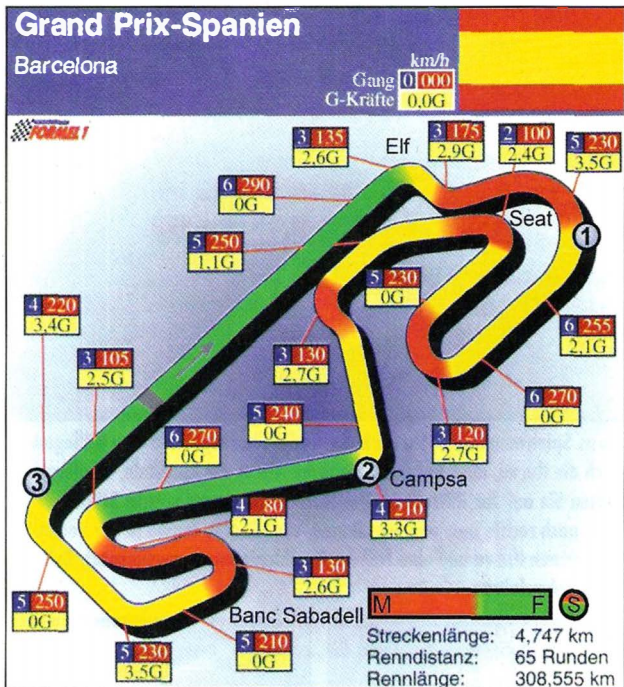 Grand Prix-Spanien
Barcelona
km/h
Gang 0 000
G-Kräfte 0,0G
FORMEL 1
3 135
2,6G
Elf
3 175
2,9G
2 100
2,4G
5 230
3,5G
6 290
0G
Seat
1
5 250
1,1G
5 230
0G
4 220
3,4G
6 255
2,1G
3 105
2,5G
3 130
2,7G
6 270
0G
5 240
0G
6 270
0G
3 120
2,7G
3
2
Campsa
4 210
3,3G
4 80
2,1G
3 130
2,6G
5 250
0G
Banc Sabadell
M F S
5 230
3,5G
5 210
0G
Streckenlänge: 4,747 km
Renndistanz: 65 Runden
Rennlänge: 308,555 km